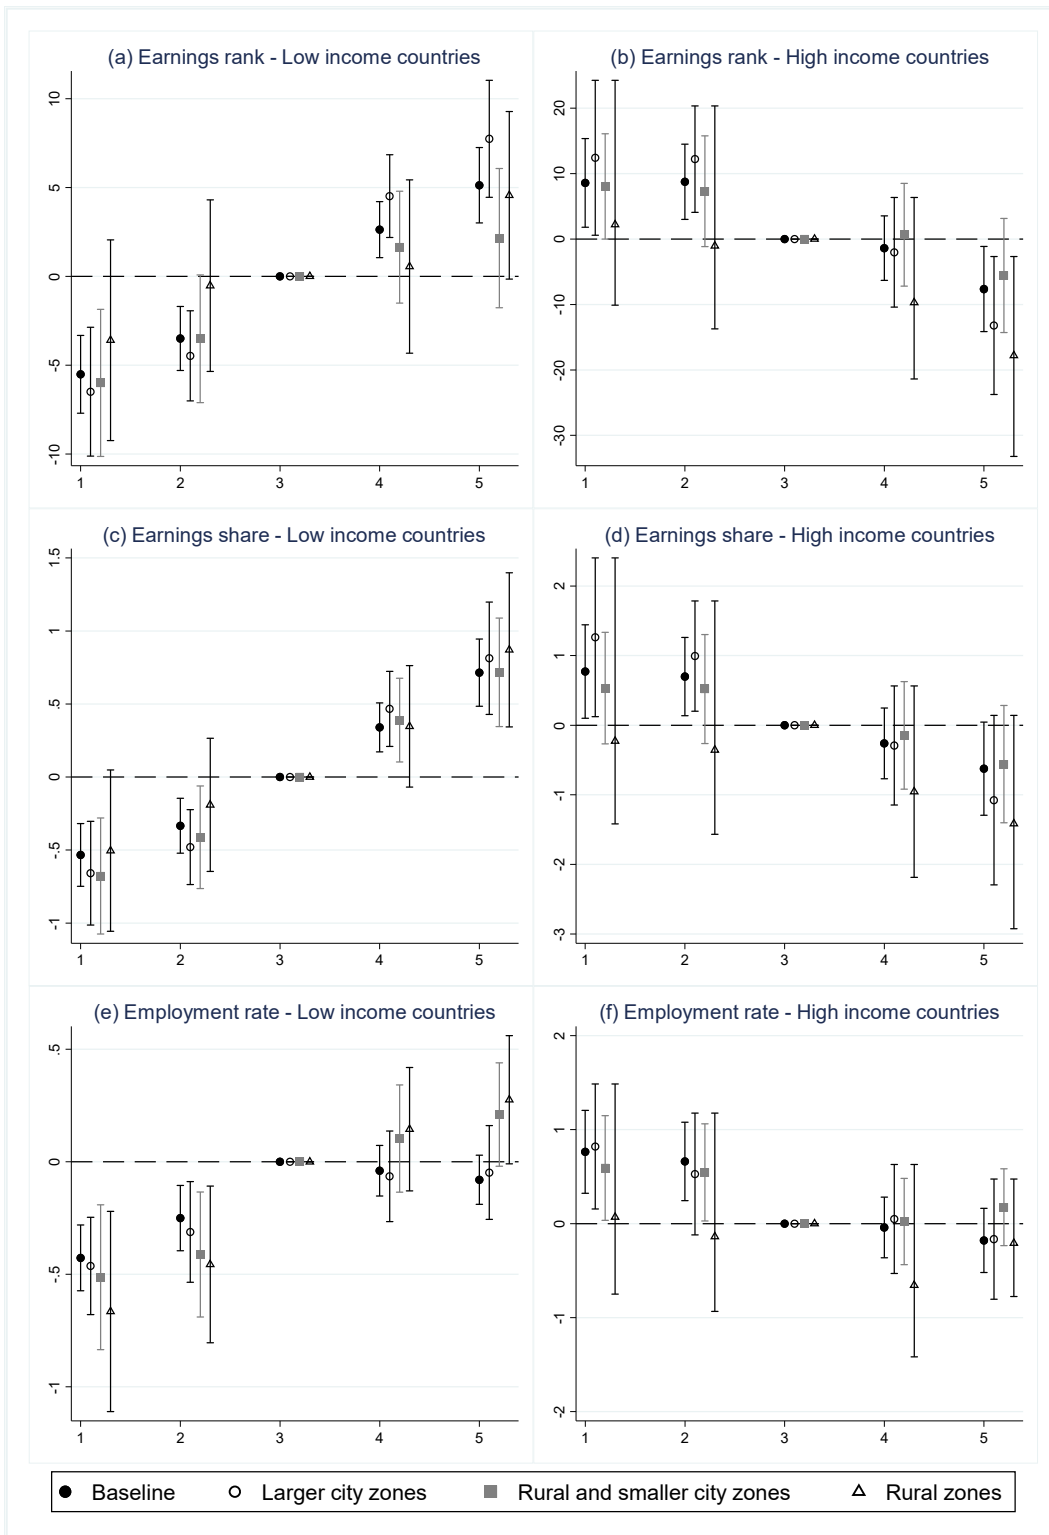 (a) Earnings rank - Low income countries
10
5
0
-5
-10
1 2 3 4 5
(b) Earnings rank - High income countries
20
10
0
-10
-20
-30
1 2 3 4 5
(c) Earnings share - Low income countries
1.5
1
.5
0
-.5
-1
1 2 3 4 5
(d) Earnings share - High income countries
2
1
0
-1
-2
-3
1 2 3 4 5
(e) Employment rate - Low income countries
.5
0
-.5
-1
1 2 3 4 5
(f) Employment rate - High income countries
2
1
0
-1
-2
1 2 3 4 5
Baseline Larger city zones Rural and smaller city zones Rural zones